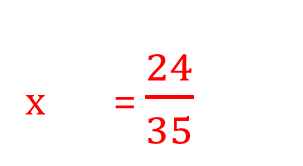 x = 24/35